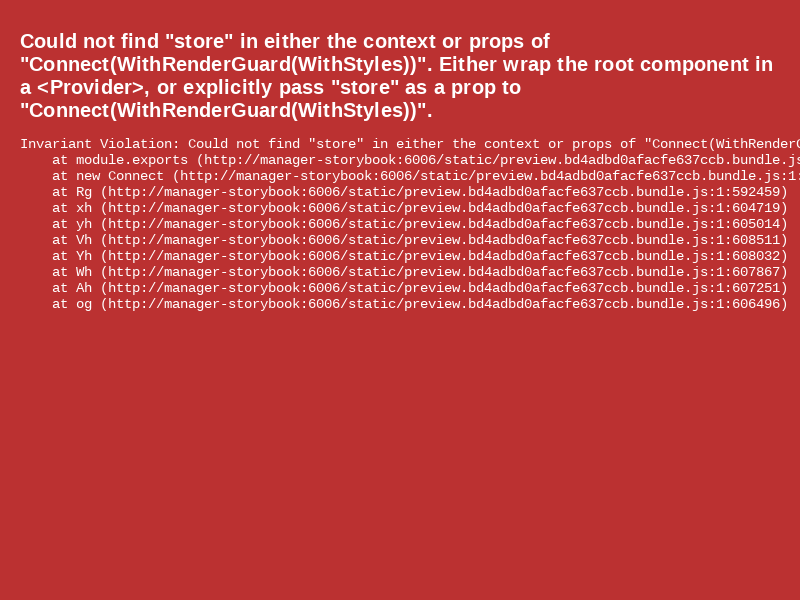 Could not find "store" in either the context or props of
"Connect(WithRenderGuard(WithStyles))". Either wrap the root component in
a <Provider>, or explicitly pass "store" as a prop to
"Connect(WithRenderGuard(WithStyles))".
Invariant Violation: Could not find "store" in either the context or props of "Connect(WithRender
at module.exports (http://manager-storybook:6006/static/preview.bd4adbd0afacfe637ccb.bundle.js
at new Connect (http://manager-storybook:6006/static/preview.bd4adbd0afacfe637ccb.bundle.js:1:
at Rg (http://manager-storybook:6006/static/preview.bd4adbd0afacfe637ccb.bundle.js:1:592459)
at xh (http://manager-storybook:6006/static/preview.bd4adbd0afacfe637ccb.bundle.js:1:604719)
at yh (http://manager-storybook:6006/static/preview.bd4adbd0afacfe637ccb.bundle.js:1:605014)
at Vh (http://manager-storybook:6006/static/preview.bd4adbd0afacfe637ccb.bundle.js:1:608511)
at Yh (http://manager-storybook:6006/static/preview.bd4adbd0afacfe637ccb.bundle.js:1:608032)
at Wh (http://manager-storybook:6006/static/preview.bd4adbd0afacfe637ccb.bundle.js:1:607867)
at Ah (http://manager-storybook:6006/static/preview.bd4adbd0afacfe637ccb.bundle.js:1:607251)
at og (http://manager-storybook:6006/static/preview.bd4adbd0afacfe637ccb.bundle.js:1:606496)